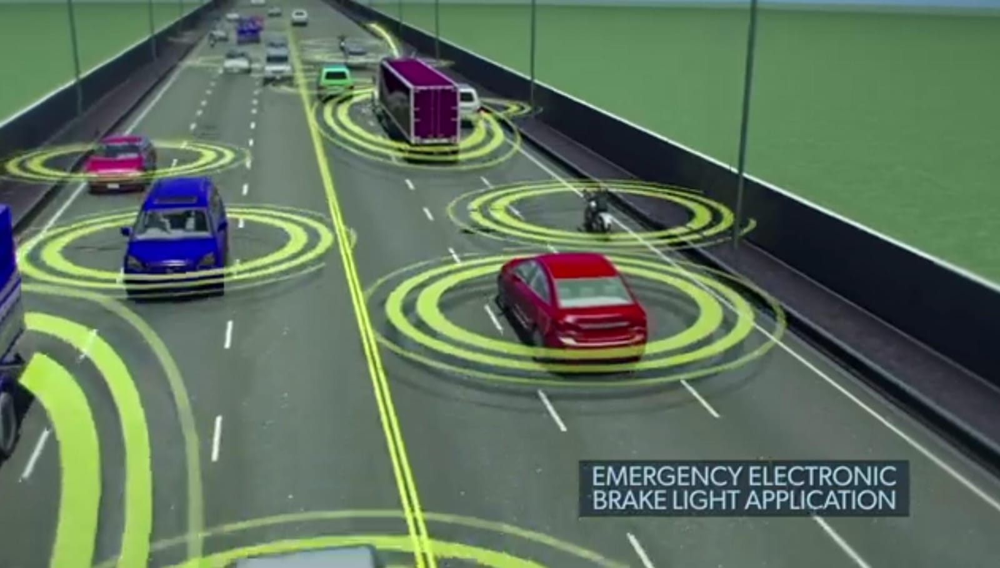 EMERGENCY ELECTRONIC
BRAKE LIGHT APPLICATION